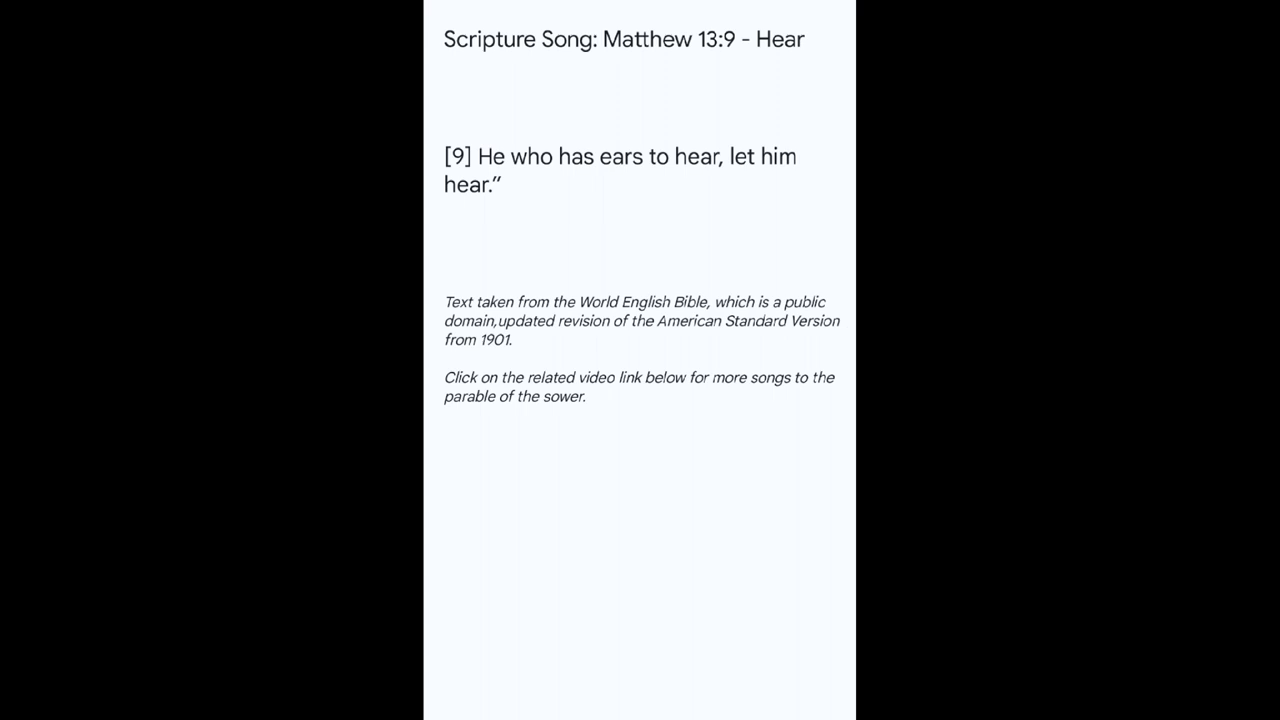 Scripture Song: Matthew 13:9 - Hear
[9] He who has ears to hear, let him
hear.”
Text taken from the World English Bible, which is a public
domain,updated revision of the American Standard Version
from 1901.
Click on the related video link below for more songs to the
parable of the sower.